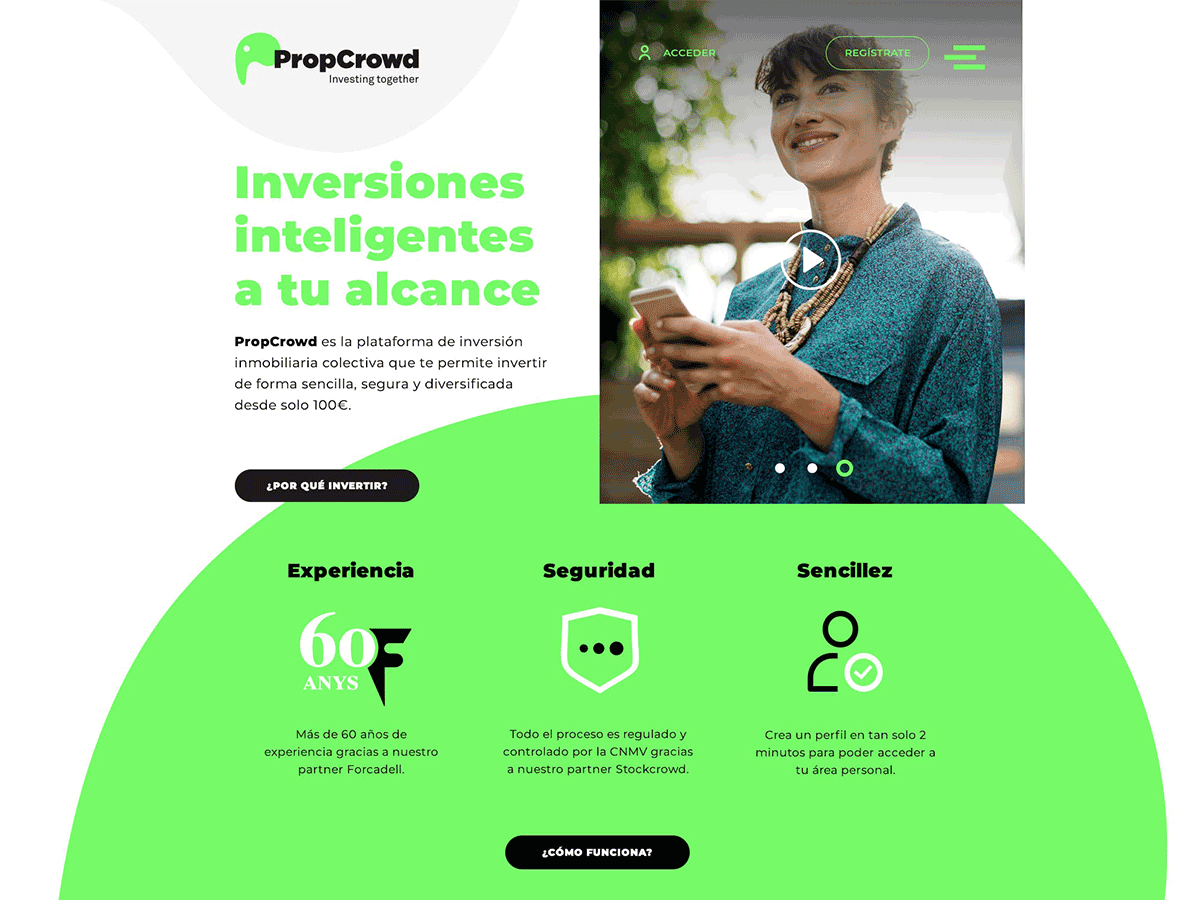 PropCrowd
Investing together
ACCEDER
REGÍSTRATE
Inversiones
inteligentes
a tu alcance
PropCrowd es la plataforma de inversión
inmobiliaria colectiva que te permite invertir
de forma sencilla, segura y diversificada
desde solo 100€.
¿POR QUÉ INVERTIR?
Experiencia
60
ANYS
F
Más de 60 años de
experiencia gracias a nuestro
partner Forcadell.
Seguridad
Todo el proceso es regulado y
controlado por la CNMV gracias
a nuestro partner Stockcrowd.
Sencillez
Crea un perfil en tan solo 2
minutos para poder acceder a
tu área personal.
¿CÓMO FUNCIONA?